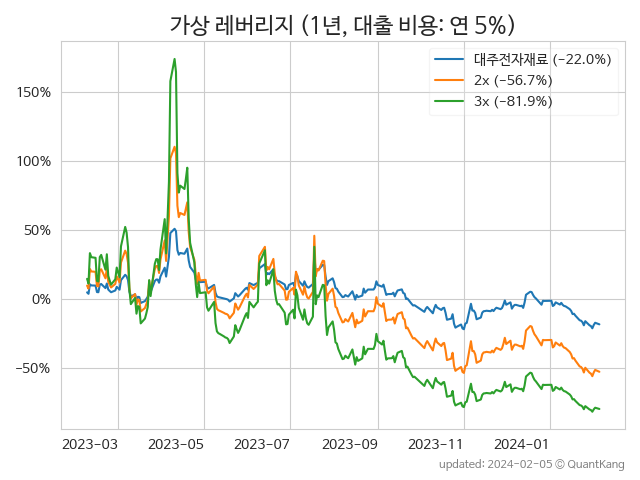 가상 레버리지 (1년, 대출 비용: 연 5%)
대주전자재료 (-22.0%)
2x (-56.7%)
3x (-81.9%)
150%
100%
50%
0%
-50%
2023-03 2023-05 2023-07 2023-09 2023-11 2024-01
updated: 2024-02-05 © QuantKang